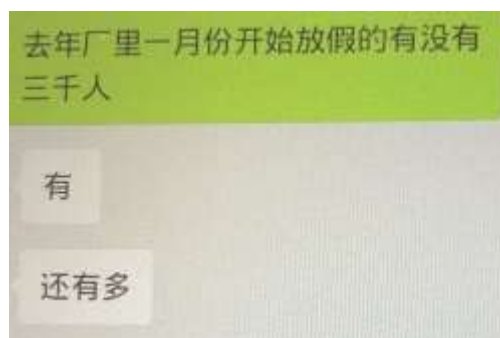 去年厂里一月份开始放假的有没有
三千人
有
还有多